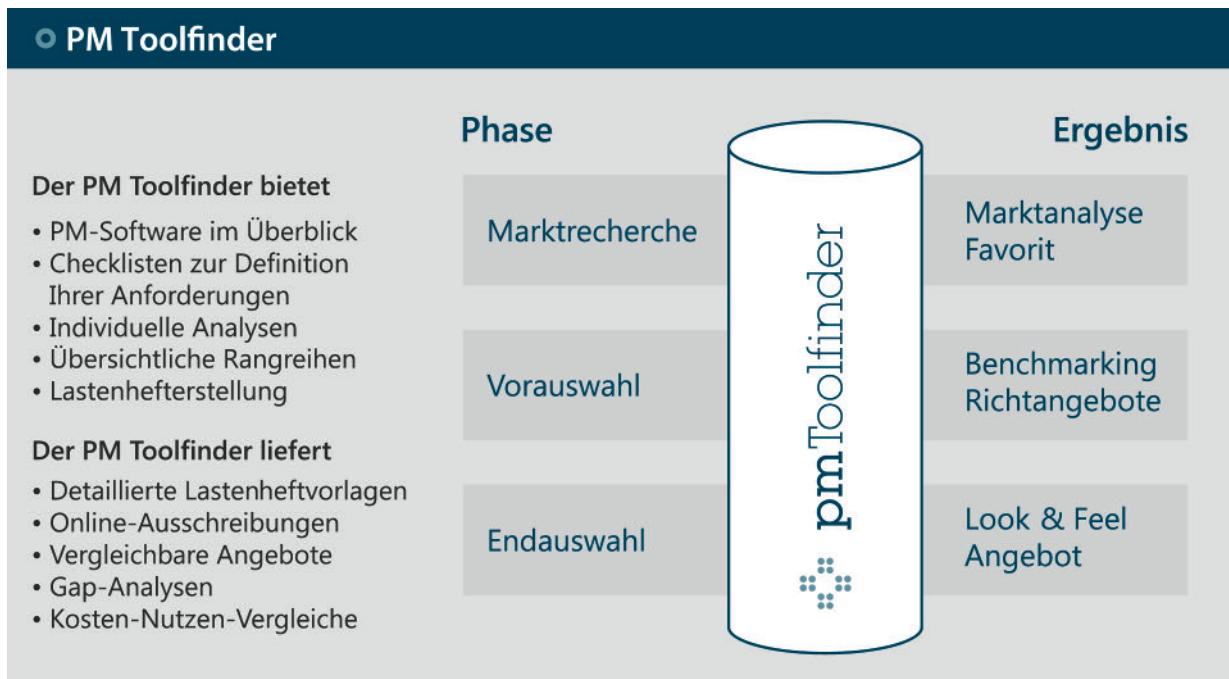 PM Toolfinder
Der PM Toolfinder bietet
• PM-Software im Überblick
• Checklisten zur Definition
Ihrer Anforderungen
• Individuelle Analysen
• Übersichtliche Rangreihen
• Lastenhefterstellung
Der PM Toolfinder liefert
• Detaillierte Lastenheftvorlagen
• Online-Ausschreibungen
• Vergleichbare Angebote
• Gap-Analysen
• Kosten-Nutzen-Vergleiche
Phase
Marktrecherche
Vorauswahl
Endauswahl
pmToolfinder
Ergebnis
Marktanalyse
Favorit
Benchmarking
Richtangebote
Look & Feel
Angebot